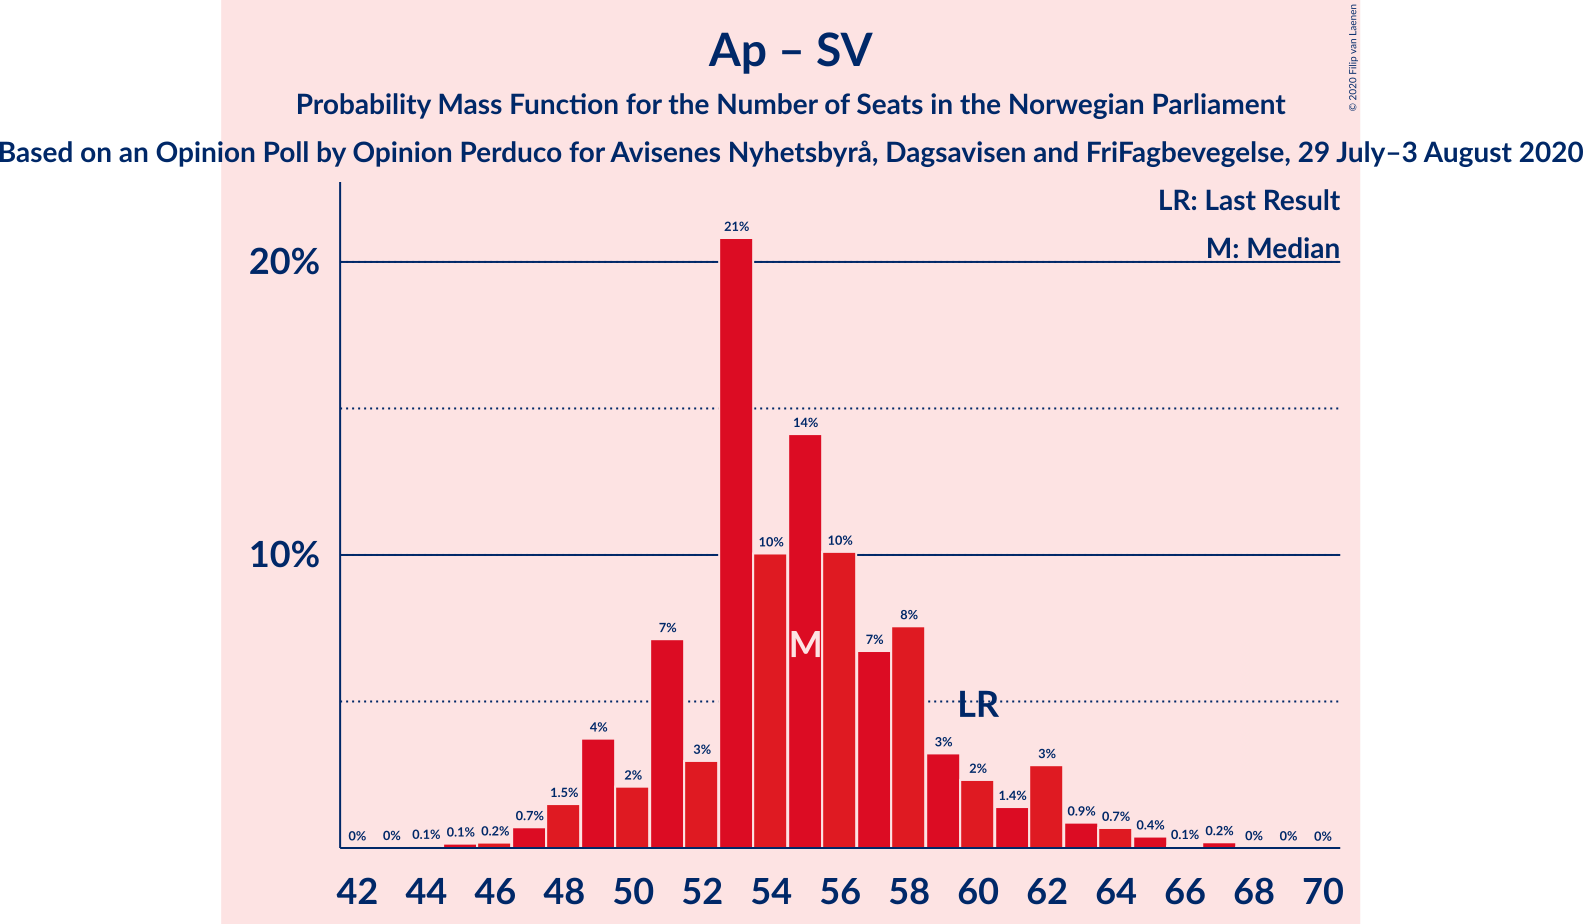 Ap – SV
Probability Mass Function for the Number of Seats in the Norwegian Parliament
Based on an Opinion Poll by Opinion Perduco for Avisenes Nyhetsbyrå, Dagsavisen and FriFagbevegelse, 29 July–3 August 2020
© 2020 Filip van Laenen
LR: Last Result
M: Median
20%
10%
0% 0% 0.1% 0.1% 0.2% 0.7% 1.5% 4% 2% 7% 3% 21% 10% 14% 10% 7% 8% 3% 2% 1.4% 3% 0.9% 0.7% 0.4% 0.1% 0.2% 0% 0% 0%
M
LR
42 44 46 48 50 52 54 56 58 60 62 64 66 68 70